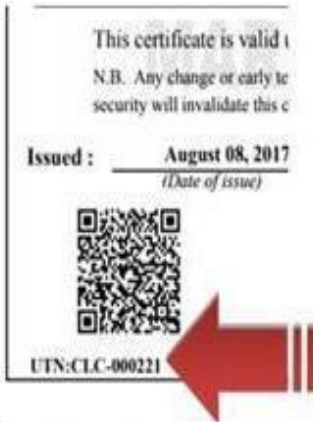 This certificate is valid
N.B. Any change or early te
security will invalidate this c
Issued : August 08, 2017
(Date of issue)
UTN:CLC-000221